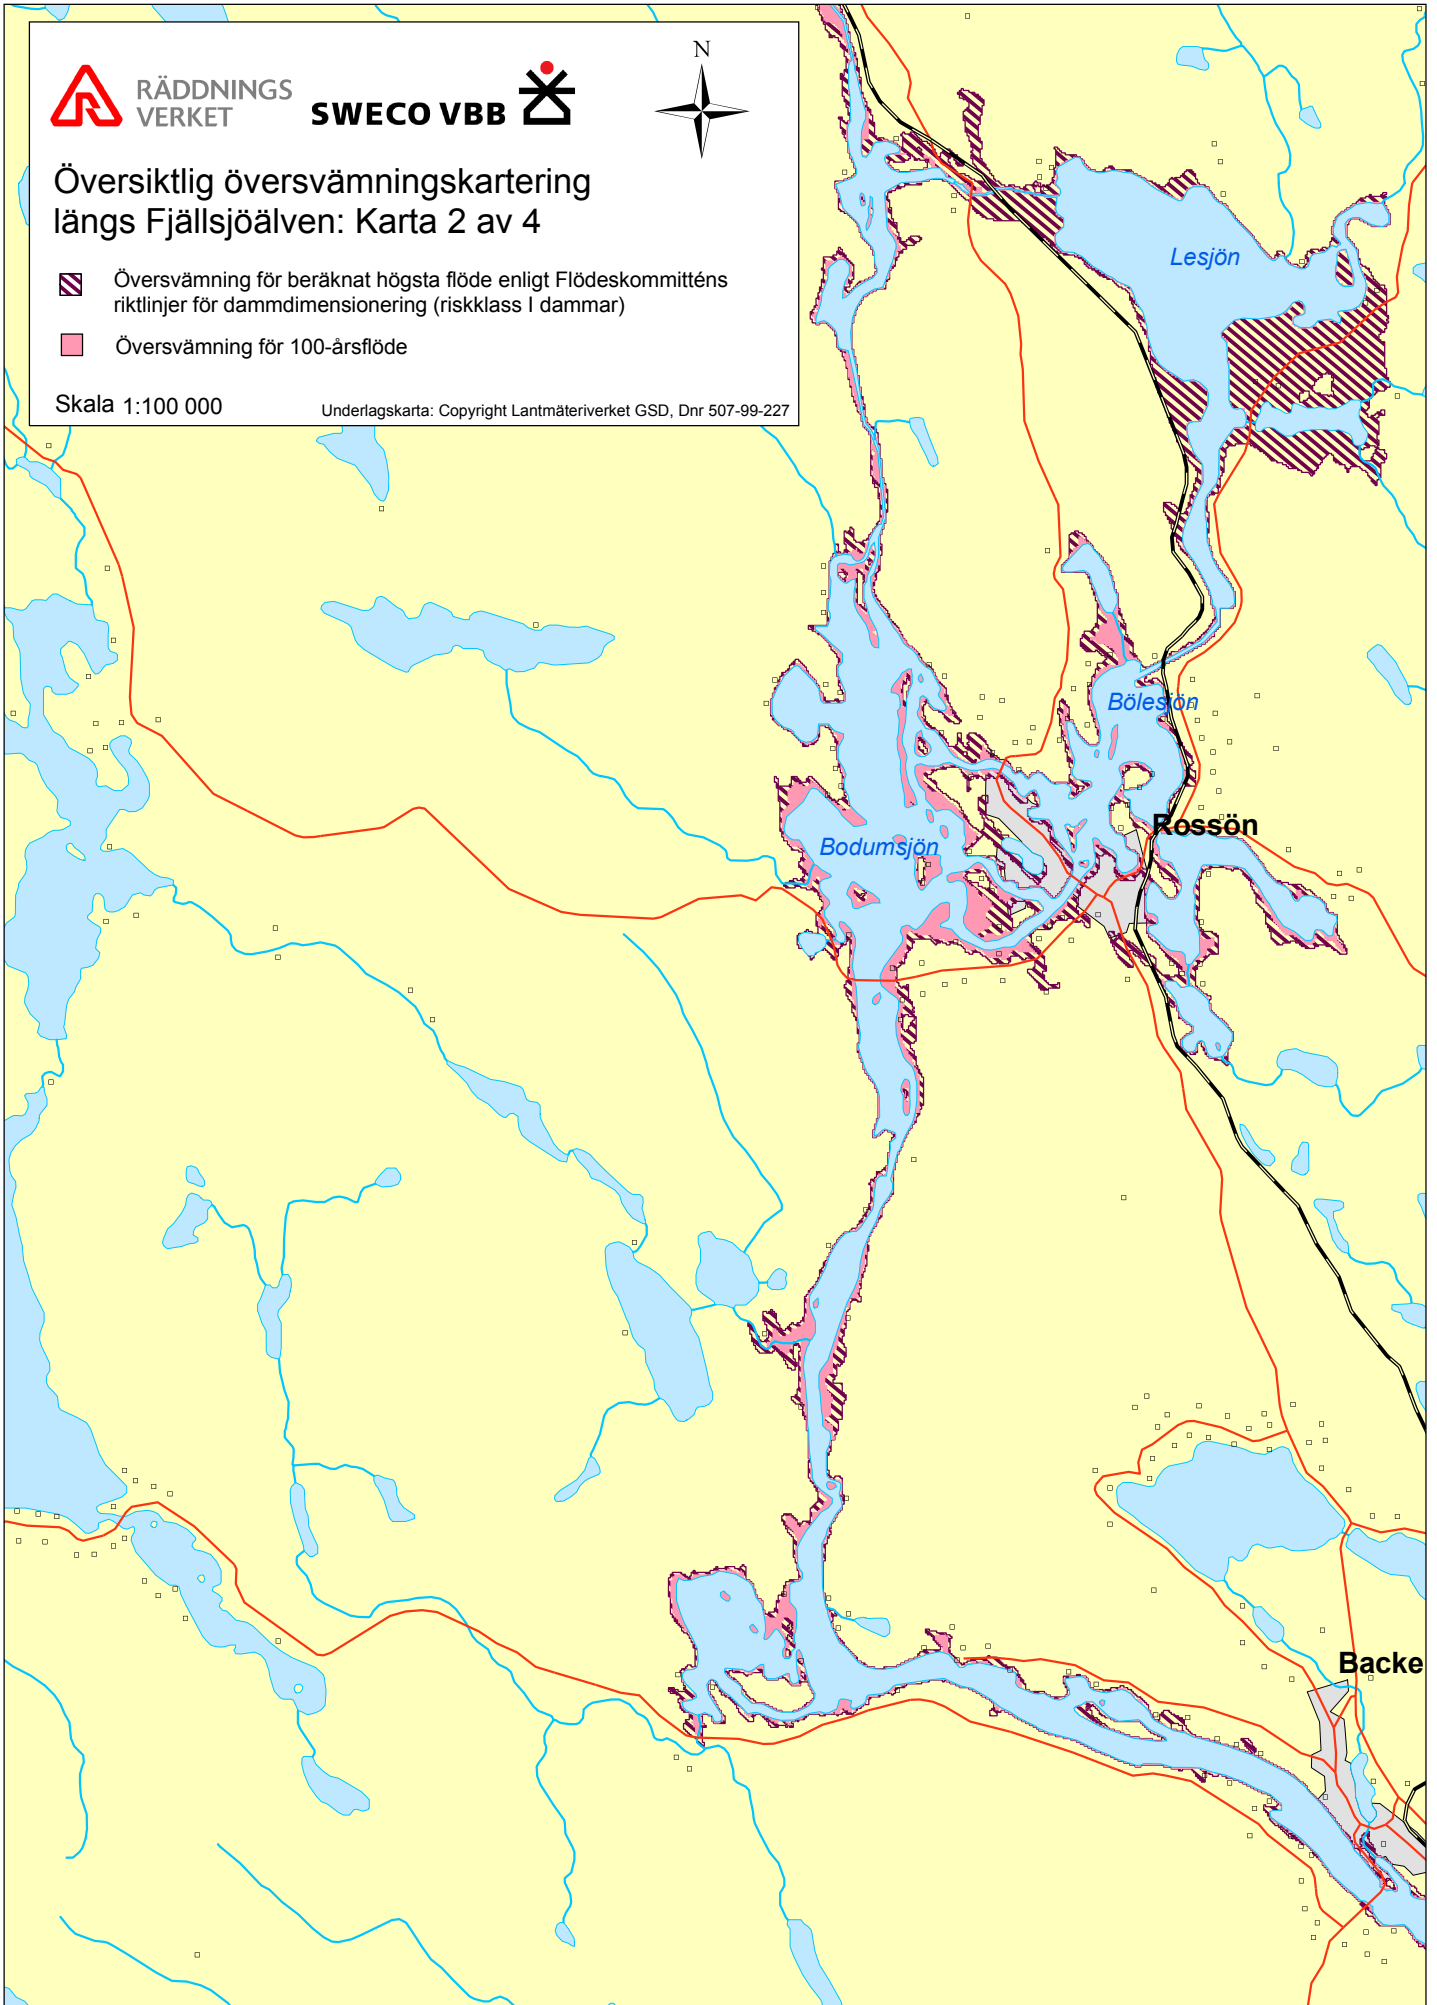 N
RÄDDNINGS
VERKET
SWECO VBB
Översiktlig översvämningskartering
längs Fjällsjöälven: Karta 2 av 4
Översvämning för beräknat högsta flöde enligt Flödeskommitténs
riktlinjer för dammdimensionering (riskklass I dammar)
Översvämning för 100-årsflöde
Skala 1:100 000
Underlagskarta: Copyright Lantmäteriverket GSD, Dnr 507-99-227
Lesjön
Bölesjön
Rossön
Bodumsjön
Backe